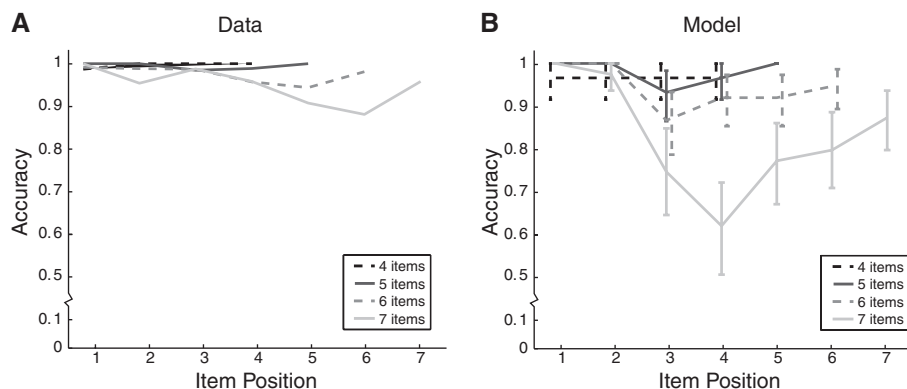 A
Data
1
0.9
0.8
0.7
0.6
0.5
0.1
0
Accuracy
1 2 3 4 5 6 7
Item Position
4 items
5 items
6 items
7 items
B
Model
1
0.9
0.8
0.7
0.6
0.5
0.1
0
Accuracy
1 2 3 4 5 6 7
Item Position
4 items
5 items
6 items
7 items